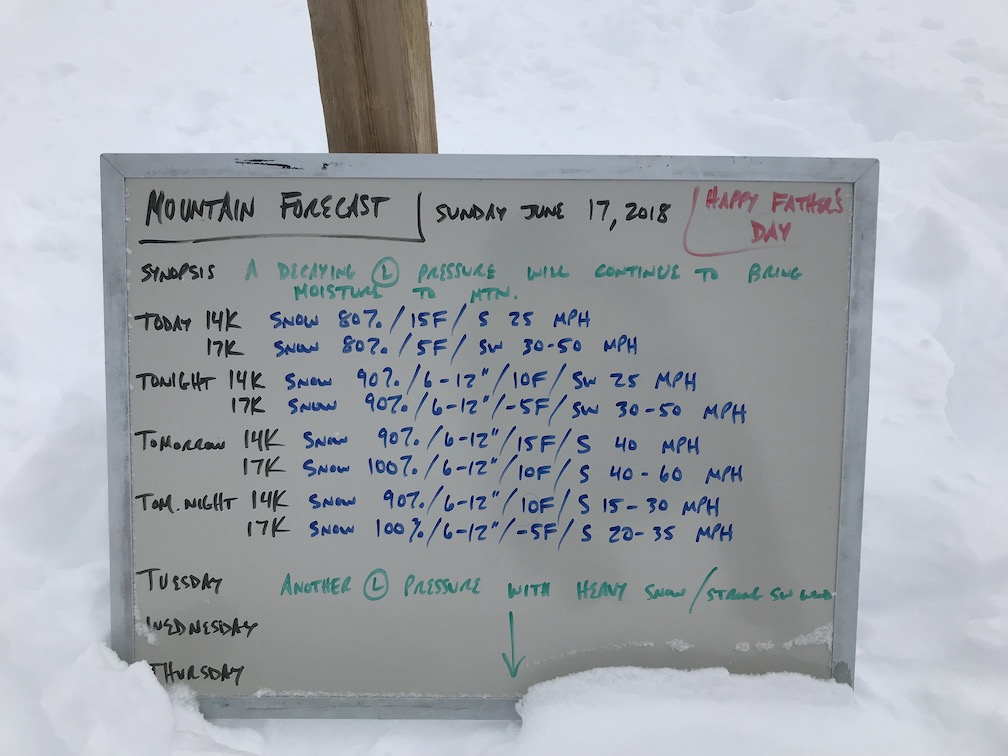 MOUNTAIN FORECAST SUNDAY JUNE 17, 2018 HAPPY FATHER'S
DAY
SYNOPSIS A DECAYING L PRESSURE WILL CONTINUE TO BRING
MOISTURE TO MTN.
TODAY 14K SNOW 80%/15F/ S 25 MPH
17K SNOW 80%/5F/ SW 30-50 MPH
TONIGHT 14K SNOW 90%/6-12"/10F/ SW 25 MPH
17K SNOW 90%/6-12"/-5F/ SW 30-50 MPH
TOMORROW 14K SNOW 90%/6-12"/15F/ S 40 MPH
17K SNOW 100%/6-12"/10F/ S 40-60 MPH
TOM. NIGHT 14K SNOW 90%/6-12"/10F/ S 15-30 MPH
17K SNOW 100%/6-12"/-5F/ S 20-35 MPH
TUESDAY ANOTHER L PRESSURE WITH HEAVY SNOW/STRONG SW
WEDNESDAY
THURSDAY